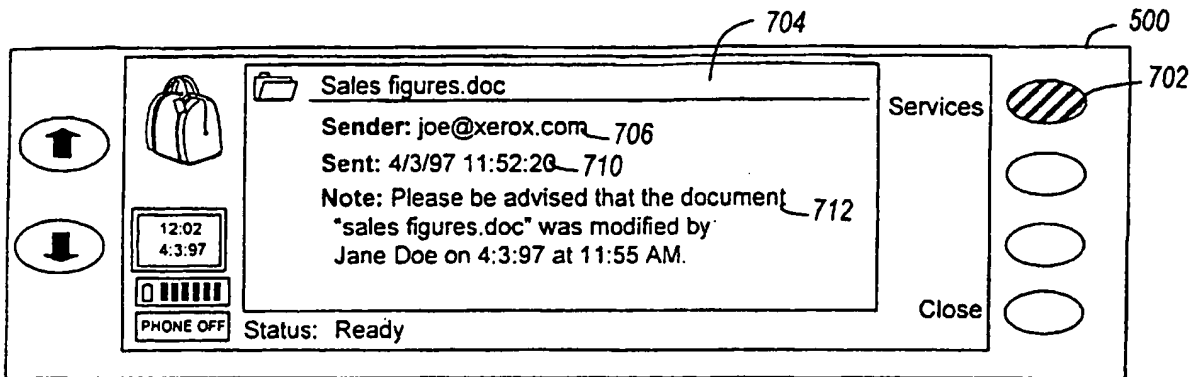 704
500
702
Sales figures.doc
Services
Sender: joe@xerox.com 706
Sent: 4/3/97 11:52:20 710
Note: Please be advised that the document 712
"sales figures.doc" was modified by
Jane Doe on 4:3:97 at 11:55 AM.
12:02
4:3:97
Close
PHONE OFF
Status: Ready